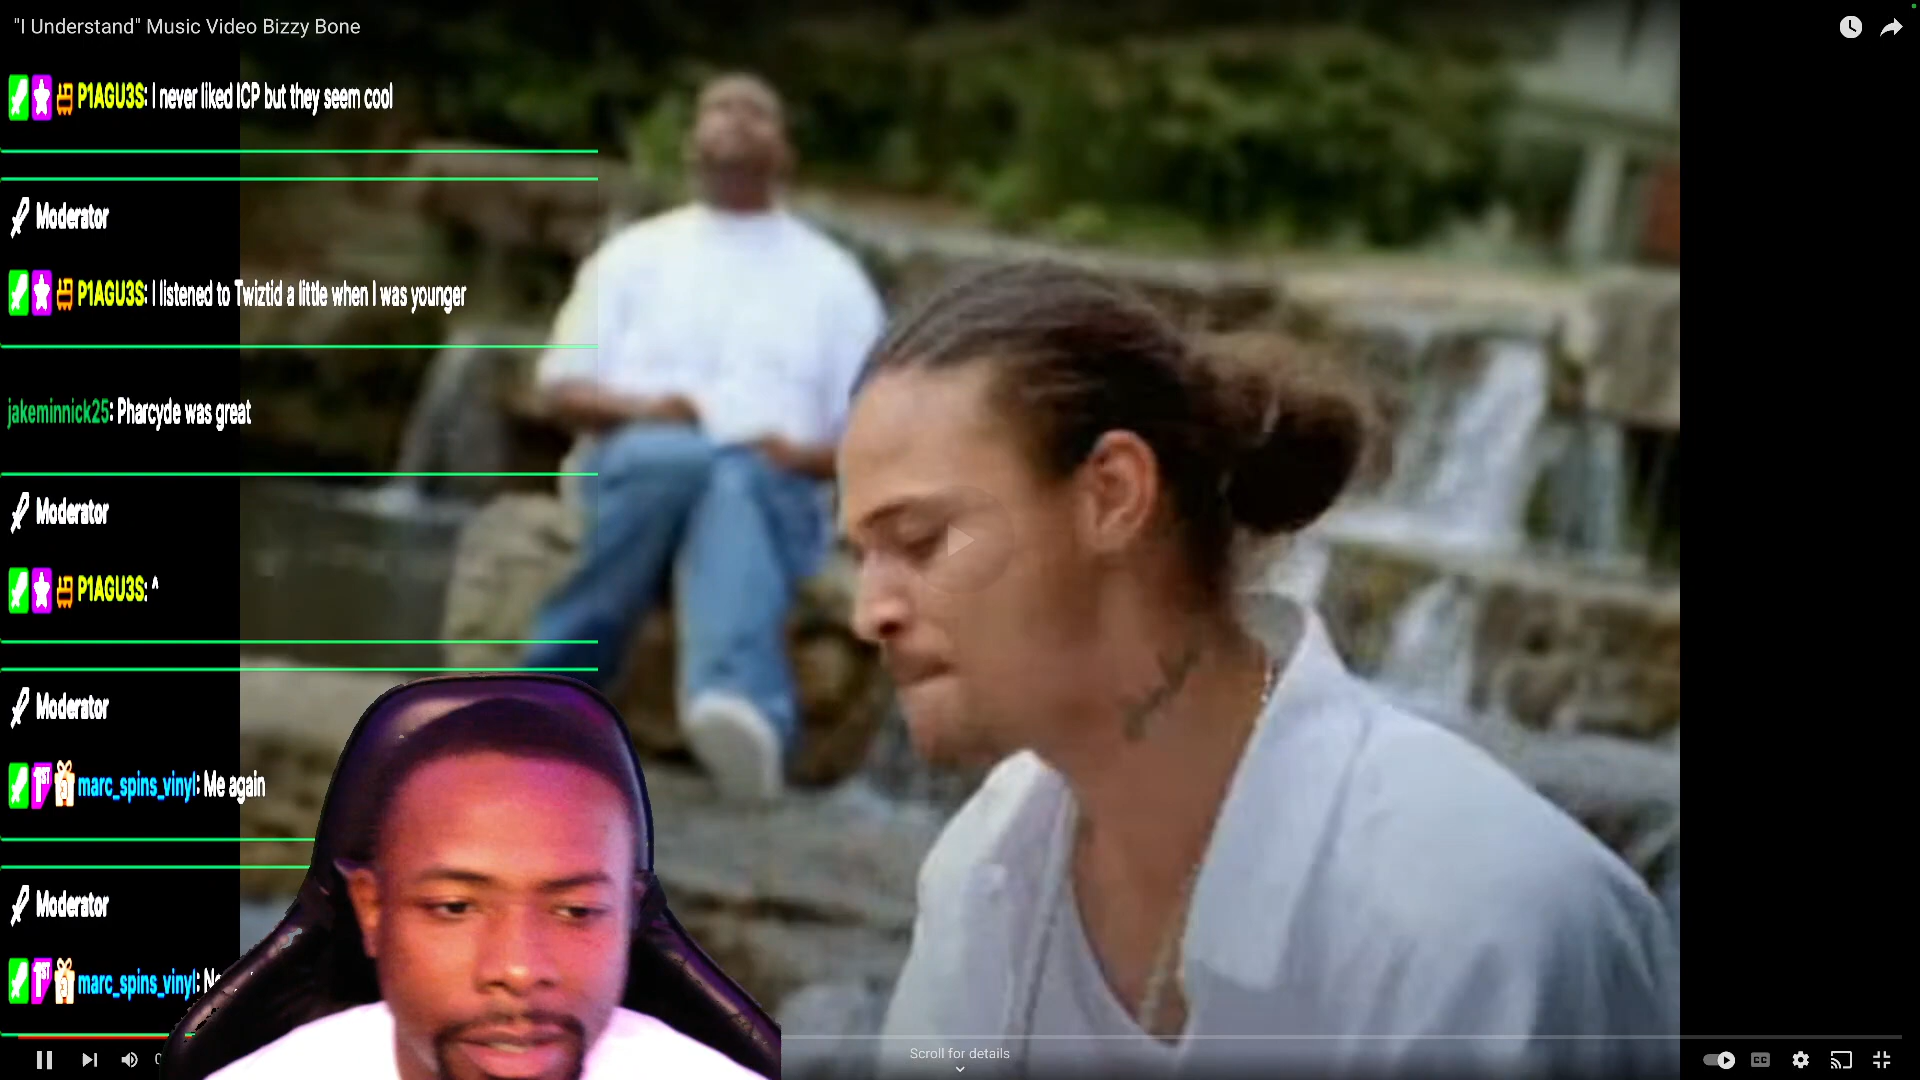 "I Understand" Music Video Bizzy Bone
P1AGU3S: I never liked ICP but they seem cool
Moderator
P1AGU3S: I listened to Twiztid a little when I was younger
jakeminnick25: Pharcyde was great
Moderator
P1AGU3S: ^
Moderator
marc_spins_vinyl: Me again
Moderator
marc_spins_vinyl:
Scroll for details